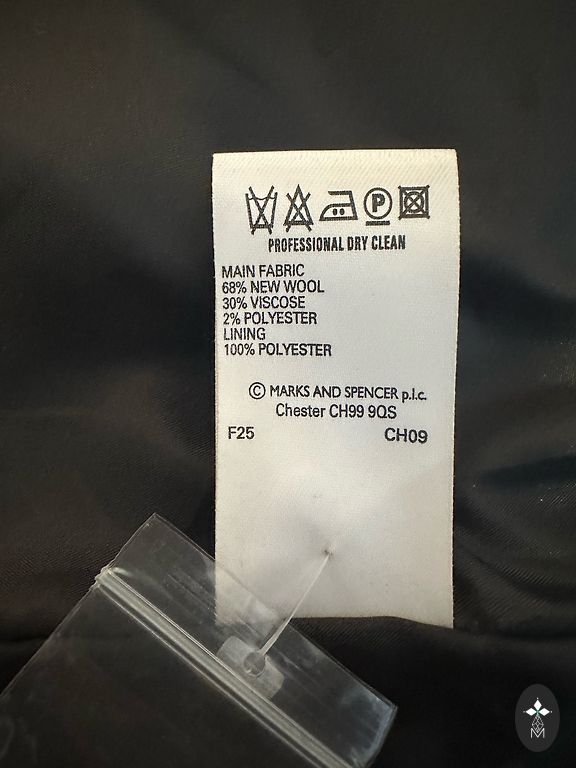 P
PROFESSIONAL DRY CLEAN
MAIN FABRIC
68% NEW WOOL
30% VISCOSE
2% POLYESTER
LINING
100% POLYESTER
© MARKS AND SPENCER p.l.c.
Chester CH99 9QS
F25 CH09
M